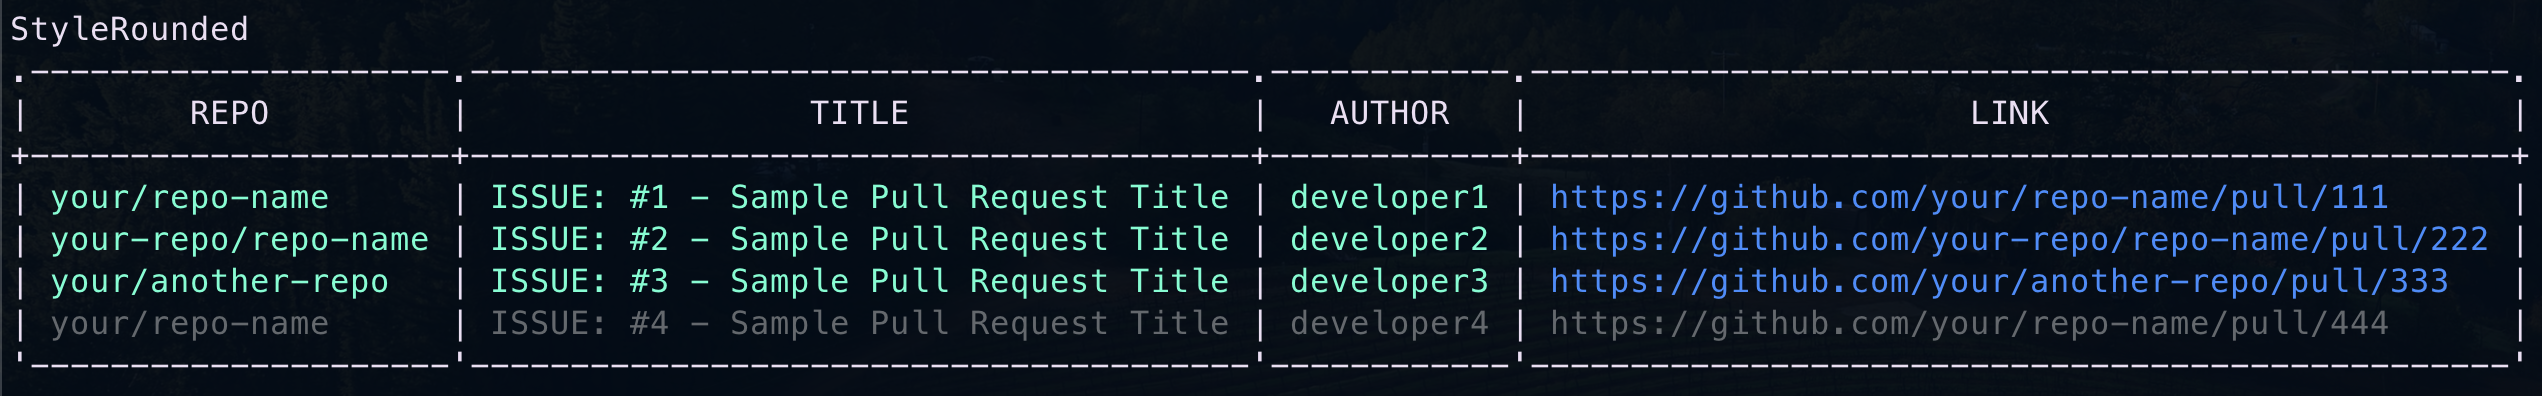 StyleRounded
.---------------------.---------------------------------------.------------.-------------------------------------------------.
|        REPO         |                 TITLE                 |   AUTHOR   |                      LINK                       |
+---------------------+---------------------------------------+------------+-------------------------------------------------+
| your/repo-name      | ISSUE: #1 - Sample Pull Request Title | developer1 | https://github.com/your/repo-name/pull/111      |
| your-repo/repo-name | ISSUE: #2 - Sample Pull Request Title | developer2 | https://github.com/your-repo/repo-name/pull/222 |
| your/another-repo   | ISSUE: #3 - Sample Pull Request Title | developer3 | https://github.com/your/another-repo/pull/333   |
| your/repo-name      | ISSUE: #4 - Sample Pull Request Title | developer4 | https://github.com/your/repo-name/pull/444      |
'---------------------'---------------------------------------'------------'-------------------------------------------------'